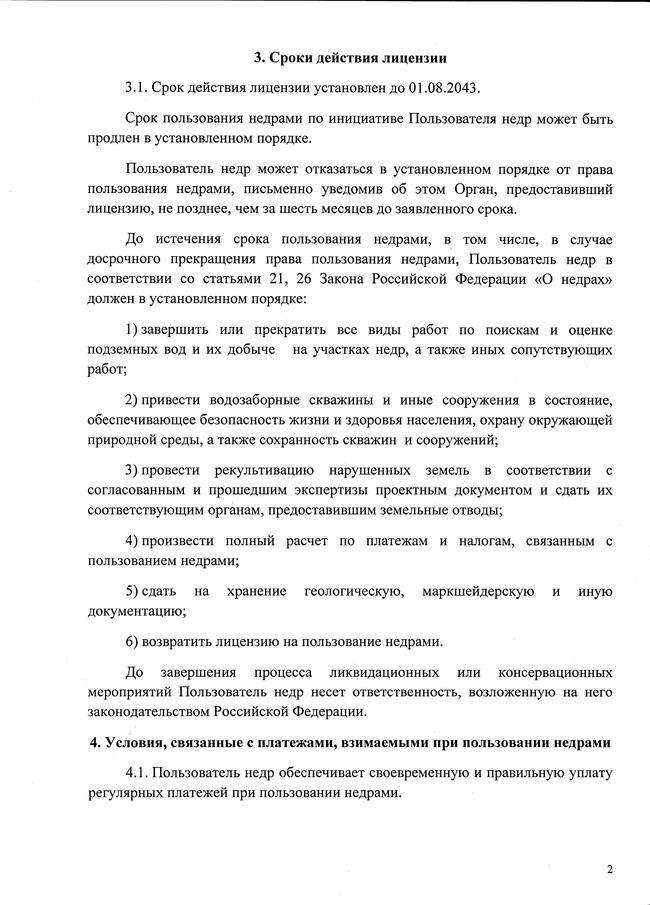 3. Сроки действия лицензии
3.1. Срок действия лицензии установлен до 01.08.2043.
Срок пользования недрами по инициативе Пользователя недр может быть
продлен в установленном порядке.
Пользователь недр может отказаться в установленном порядке от права
пользования недрами, письменно уведомив об этом Орган, предоставивший
лицензию, не позднее, чем за шесть месяцев до заявленного срока.
До истечения срока пользования недрами, в том числе, в случае
досрочного прекращения права пользования недрами, Пользователь недр в
соответствии со статьями 21, 26 Закона Российской Федерации «О недрах»
должен в установленном порядке:
1) завершить или прекратить все виды работ по поискам и оценке
подземных вод и их добыче на участках недр, а также иных сопутствующих
работ;
2) привести водозаборные скважины и иные сооружения в состояние,
обеспечивающее безопасность жизни и здоровья населения, охрану окружающей
природной среды, а также сохранность скважин и сооружений;
3) провести рекультивацию нарушенных земель в соответствии с
согласованным и прошедшим экспертизы проектным документом и сдать их
соответствующим органам, предоставившим земельные отводы;
4) произвести полный расчет по платежам и налогам, связанным с
пользованием недрами;
5) сдать на хранение геологическую, маркшейдерскую и иную
документацию;
6) возвратить лицензию на пользование недрами.
До завершения процесса ликвидационных или консервационных
мероприятий Пользователь недр несет ответственность, возложенную на него
законодательством Российской Федерации.
4. Условия, связанные с платежами, взимаемыми при пользовании недрами
4.1. Пользователь недр обеспечивает своевременную и правильную уплату
регулярных платежей при пользовании недрами.
2